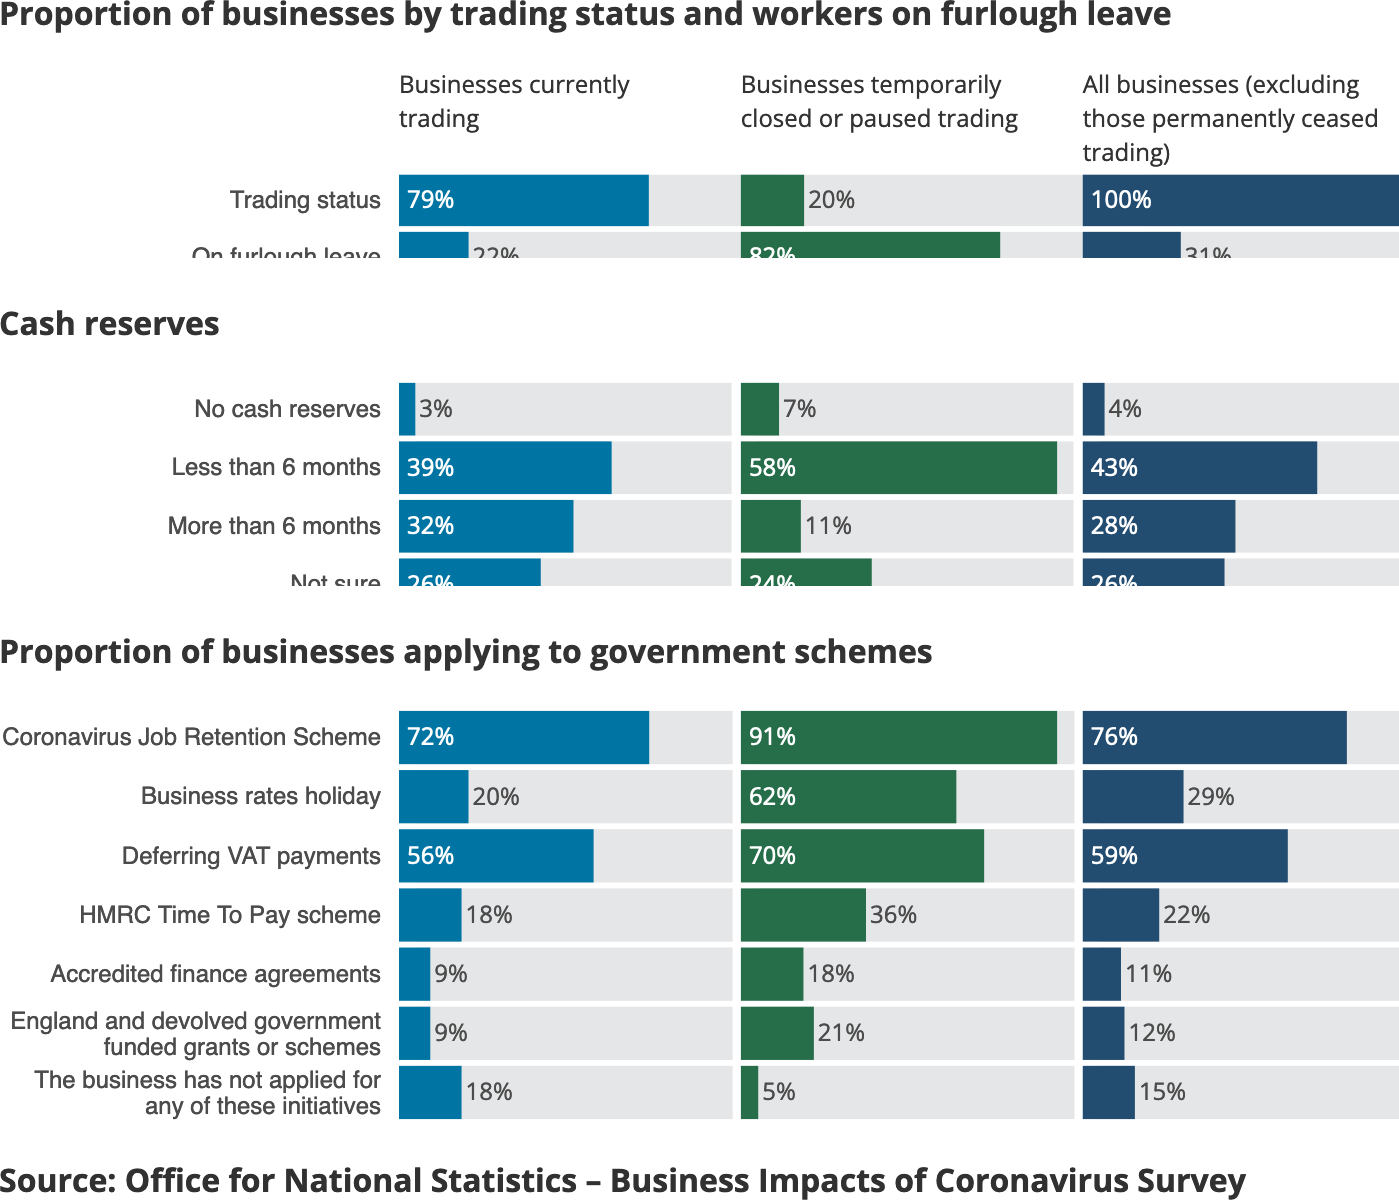 Proportion of businesses by trading status and workers on furlough leave
Businesses currently trading
Businesses temporarily closed or paused trading
All businesses (excluding those permanently ceased trading)
Trading status 79% 20% 100%
On furlough leave 22% 82% 31%
Cash reserves
No cash reserves 3% 7% 4%
Less than 6 months 39% 58% 43%
More than 6 months 32% 11% 28%
Not sure 26% 24% 26%
Proportion of businesses applying to government schemes
Coronavirus Job Retention Scheme 72% 91% 76%
Business rates holiday 20% 62% 29%
Deferring VAT payments 56% 70% 59%
HMRC Time To Pay scheme 18% 36% 22%
Accredited finance agreements 9% 18% 11%
England and devolved government
funded grants or schemes 9% 21% 12%
The business has not applied for
any of these initiatives 18% 5% 15%
Source: Office for National Statistics – Business Impacts of Coronavirus Survey